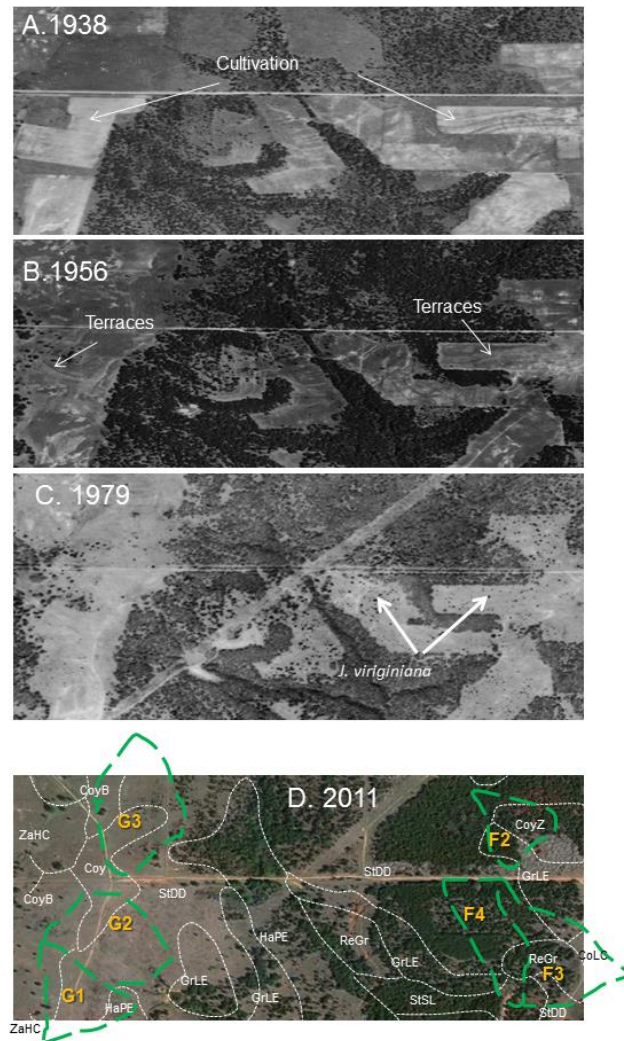 A.1938
Cultivation
B.1956
Terraces
Terraces
C. 1979
J. viriginiana
D. 2011
CoyB
G3
ZaHC
CoyB
Coy
StDD
G2
G1
HaPE
ZaHC
GrLE
HaPE
GrLE
ReGr
GrLE
StSL
StDD
F2
CoyZ
GrLE
F4
ReGr
F3
CoLC
StDD